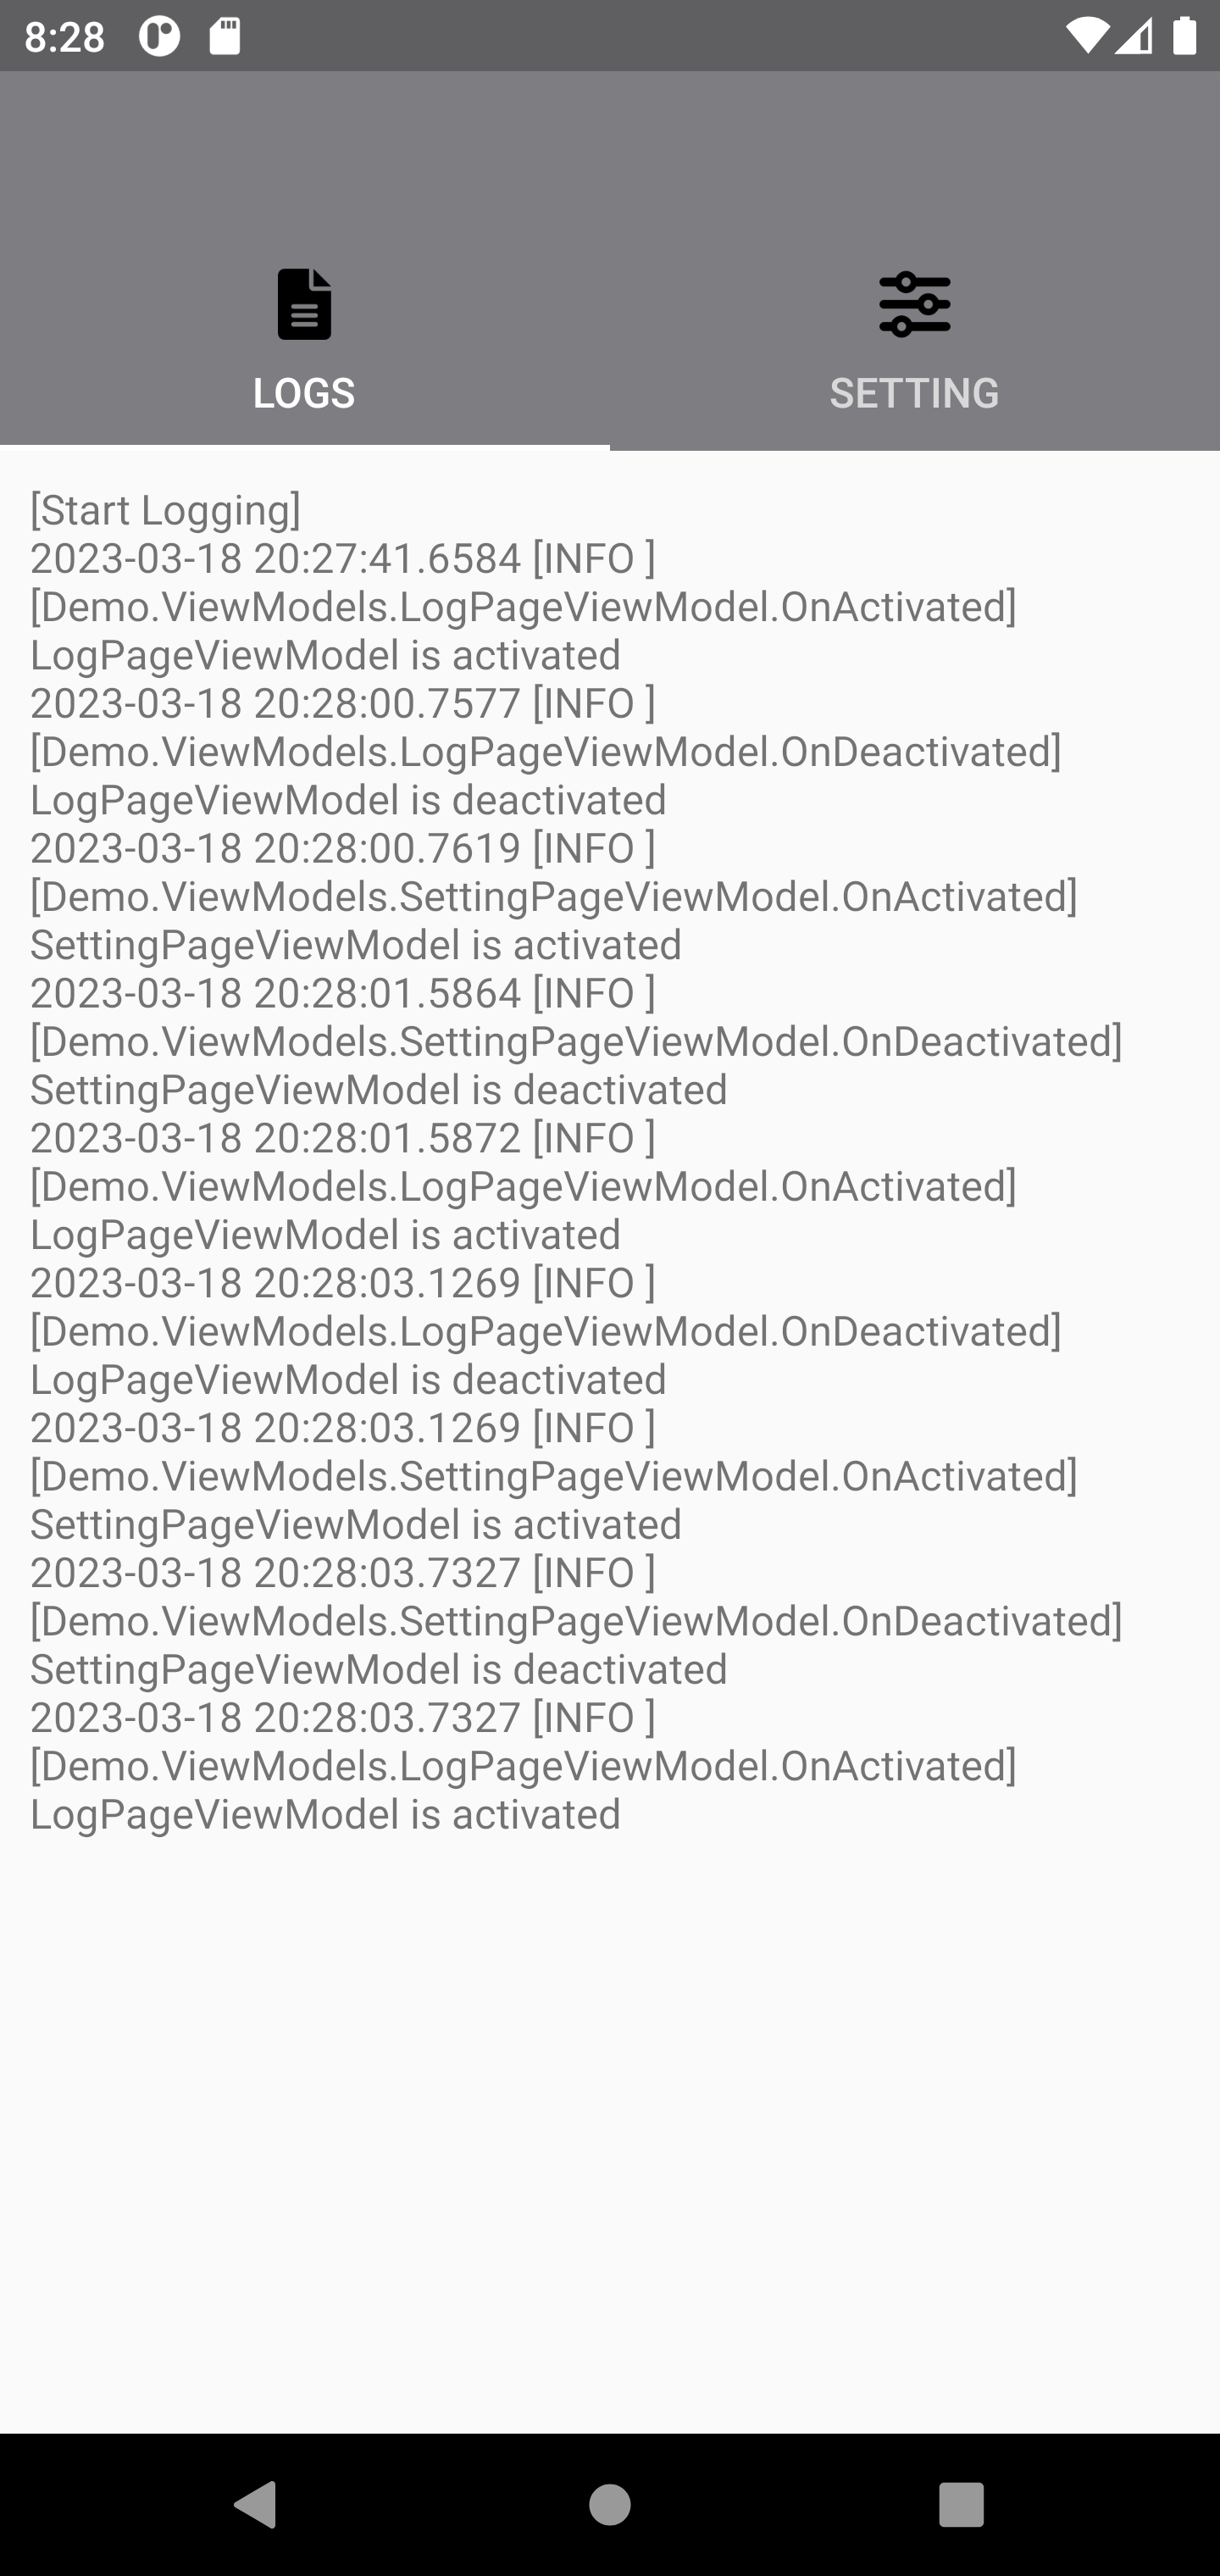 8:28
LOGS
SETTING
[Start Logging]
2023-03-18 20:27:41.6584 [INFO ]
[Demo.ViewModels.LogPageViewModel.OnActivated]
LogPageViewModel is activated
2023-03-18 20:28:00.7577 [INFO ]
[Demo.ViewModels.LogPageViewModel.OnDeactivated]
LogPageViewModel is deactivated
2023-03-18 20:28:00.7619 [INFO ]
[Demo.ViewModels.SettingPageViewModel.OnActivated]
SettingPageViewModel is activated
2023-03-18 20:28:01.5864 [INFO ]
[Demo.ViewModels.SettingPageViewModel.OnDeactivated]
SettingPageViewModel is deactivated
2023-03-18 20:28:01.5872 [INFO ]
[Demo.ViewModels.LogPageViewModel.OnActivated]
LogPageViewModel is activated
2023-03-18 20:28:03.1269 [INFO ]
[Demo.ViewModels.LogPageViewModel.OnDeactivated]
LogPageViewModel is deactivated
2023-03-18 20:28:03.1269 [INFO ]
[Demo.ViewModels.SettingPageViewModel.OnActivated]
SettingPageViewModel is activated
2023-03-18 20:28:03.7327 [INFO ]
[Demo.ViewModels.SettingPageViewModel.OnDeactivated]
SettingPageViewModel is deactivated
2023-03-18 20:28:03.7327 [INFO ]
[Demo.ViewModels.LogPageViewModel.OnActivated]
LogPageViewModel is activated